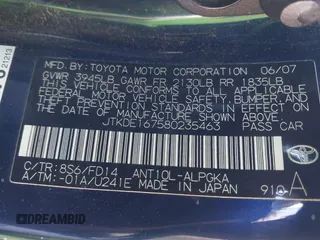 21213
MFD. BY: TOYOTA MOTOR CORPORATION 06/07
GVWR 3945LB GAWR FR 2130LB RR 1835LB
THIS VEHICLE CONFORMS TO ALL APPLICABLE
FEDERAL MOTOR VEHICLE SAFETY, BUMPER, AND
THEFT PREVENTION STANDARDS IN EFFECT ON
THE DATE OF MANUFACTURE SHOWN ABOVE.
JTKDE167580235463
C/TR: 8S6/FD14 ANT10L-ALPGKA
A/TM: -01A/U241E MADE IN JAPAN 910 A
TOYOTA
DREAMBID